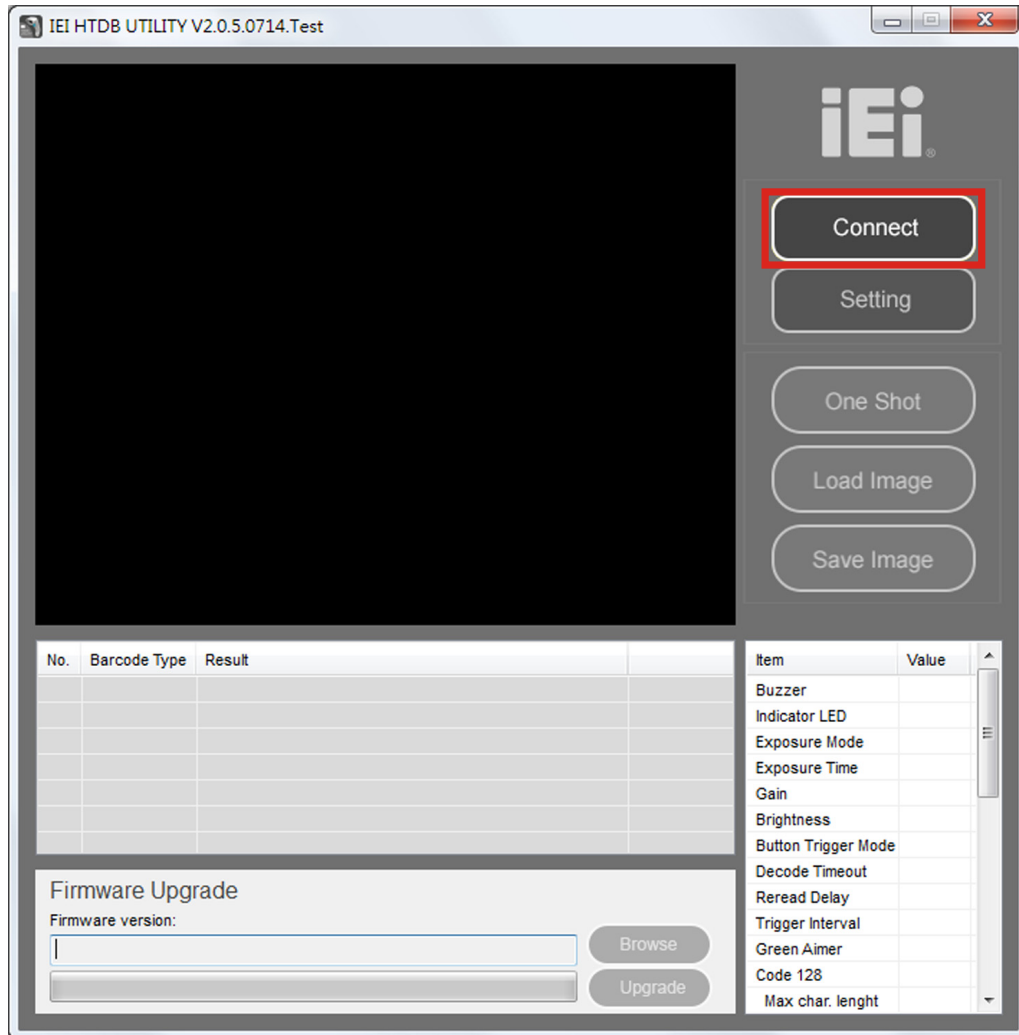 IEI HTDB UTILITY V2.0.5.0714.Test
iEi®
Connect
Setting
One Shot
Load Image
Save Image
No. Barcode Type Result
Item Value
Buzzer
Indicator LED
Exposure Mode
Exposure Time
Gain
Brightness
Button Trigger Mode
Decode Timeout
Reread Delay
Trigger Interval
Green Aimer
Code 128
Max char. lenght
Firmware Upgrade
Firmware version:
Browse
Upgrade